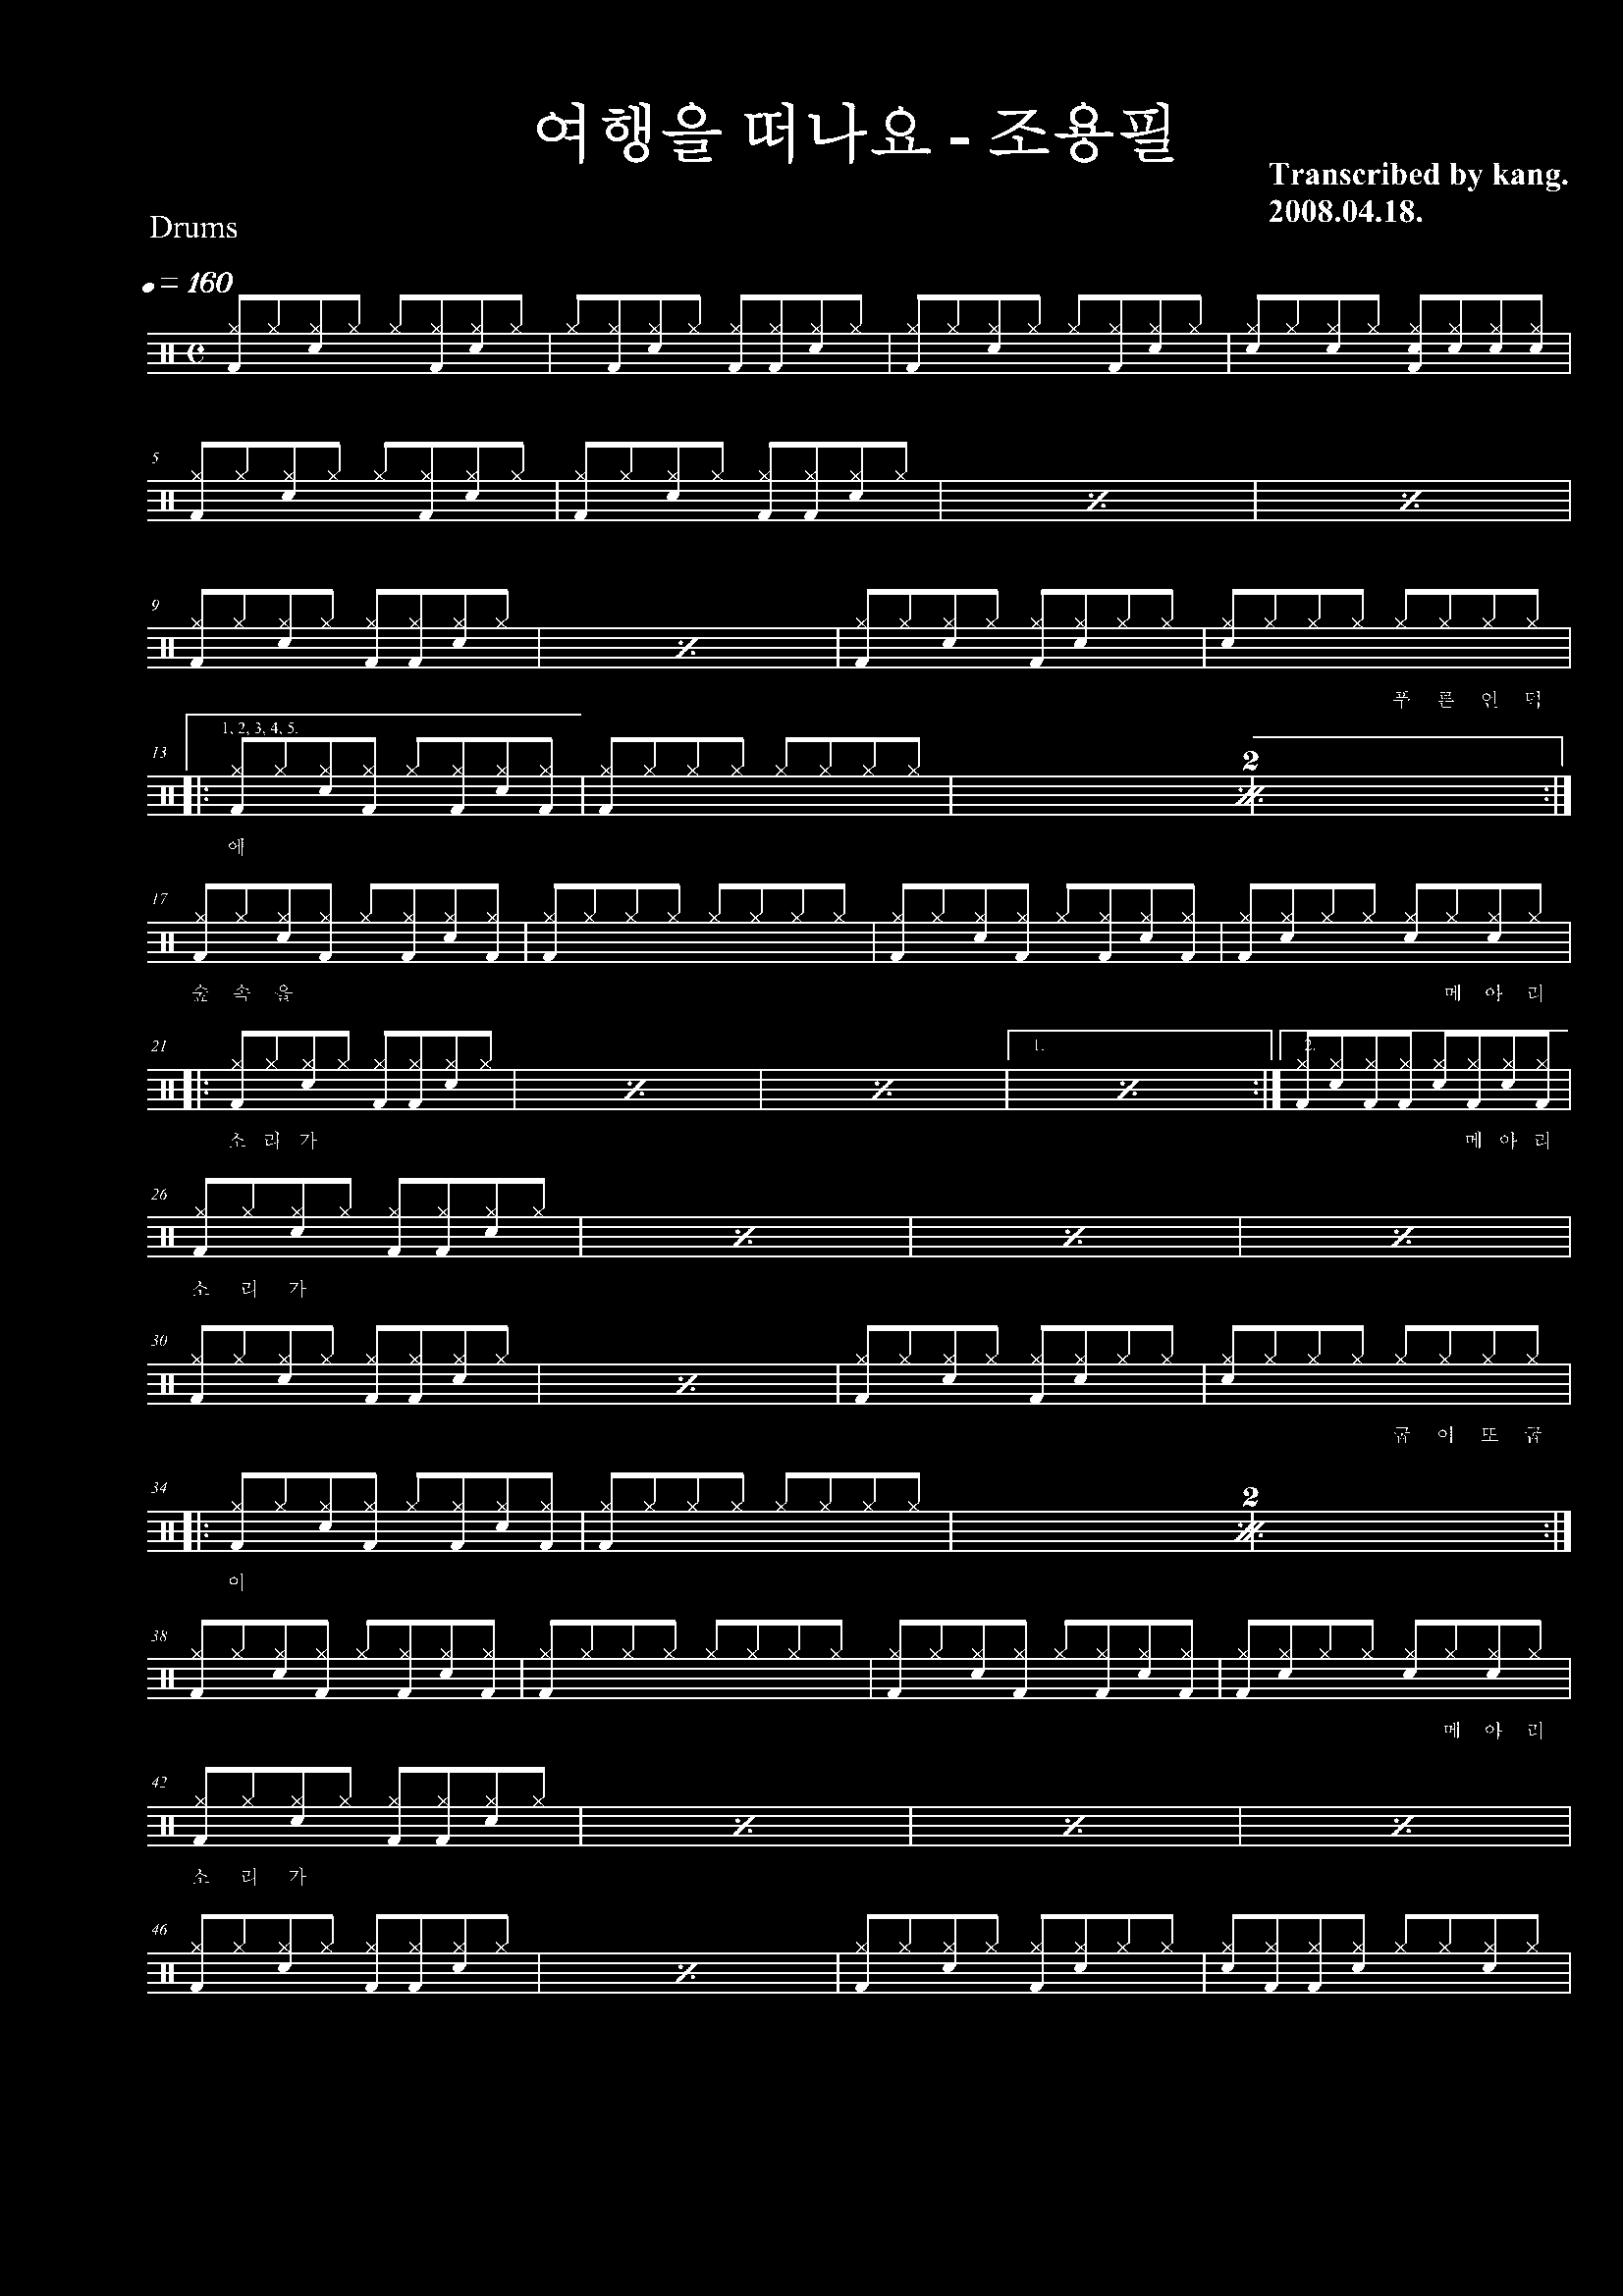 여행을 떠나요 - 조용필
Transcribed by kang.
2008.04.18.
Drums
= 160
5
9
푸 른 언 덕
1, 2, 3, 4, 5.
13
2
에
17
숲 속 을
메 아 리
21
1.
2.
소 리 가
메 아 리
26
소 리 가
30
굽 이 또 굽
34
2
이
38
메 아 리
42
소 리 가
46